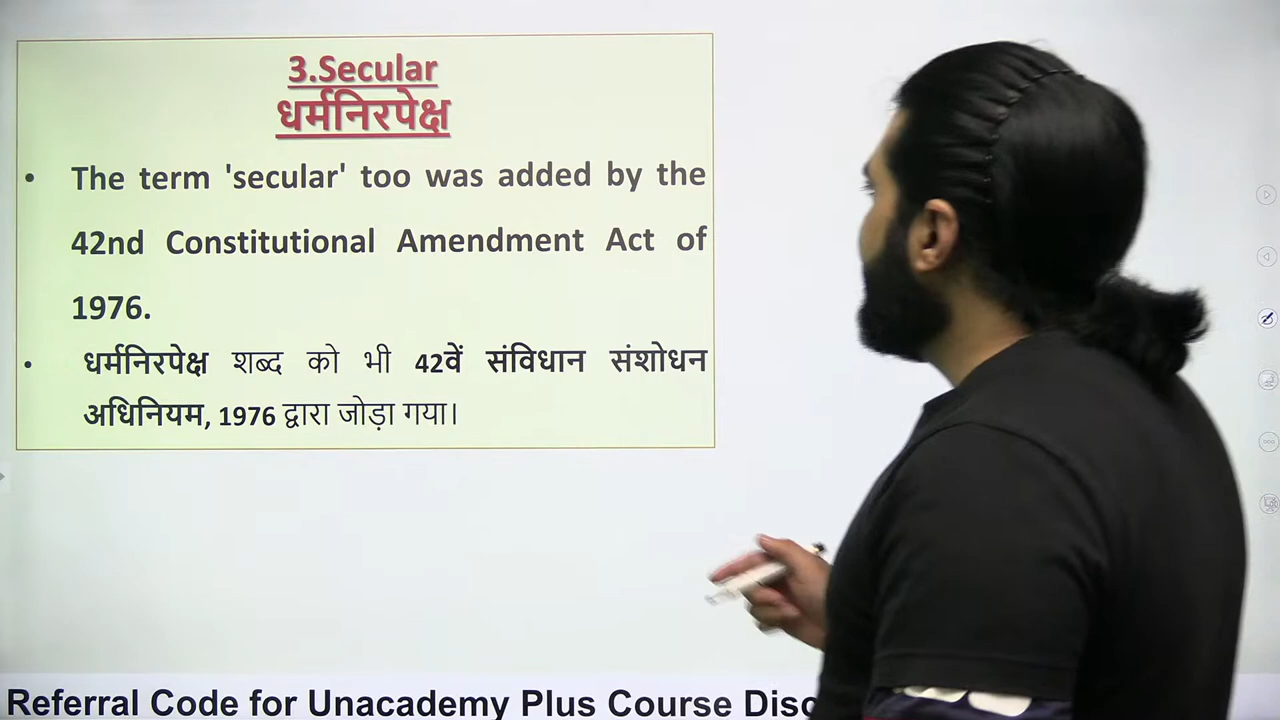 3.Secular
धर्मनिरपेक्ष
• The term 'secular' too was added by the
42nd Constitutional Amendment Act of
1976.
• धर्मनिरपेक्ष शब्द को भी 42वें संविधान संशोधन
अधिनियम, 1976 द्वारा जोड़ा गया।
Referral Code for Unacademy Plus Course